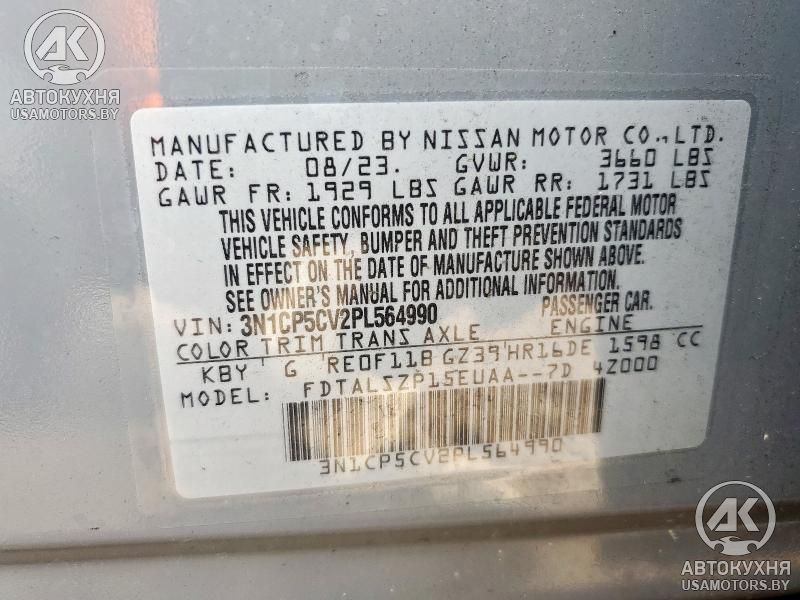 AK
АВТОКУХНЯ
USAMOTORS.BY
MANUFACTURED BY NISSAN MOTOR CO., LTD.
DATE: 08/23. GVWR: 3660 LBS
GAWR FR: 1929 LBS GAWR RR: 1731 LBS
THIS VEHICLE CONFORMS TO ALL APPLICABLE FEDERAL MOTOR
VEHICLE SAFETY, BUMPER AND THEFT PREVENTION STANDARDS
IN EFFECT ON THE DATE OF MANUFACTURE SHOWN ABOVE.
SEE OWNER'S MANUAL FOR ADDITIONAL INFORMATION.
VIN: 3N1CP5CV2PL564990 PASSENGER CAR.
COLOR TRIM TRANS AXLE ENGINE
KBY G RE0F11B GZ39 HR16DE 1598 CC
MODEL: FDTALSZP15EUAA--7D 4Z000
3N1CP5CV2PL564990
AK
АВТОКУХНЯ
USAMOTORS.BY